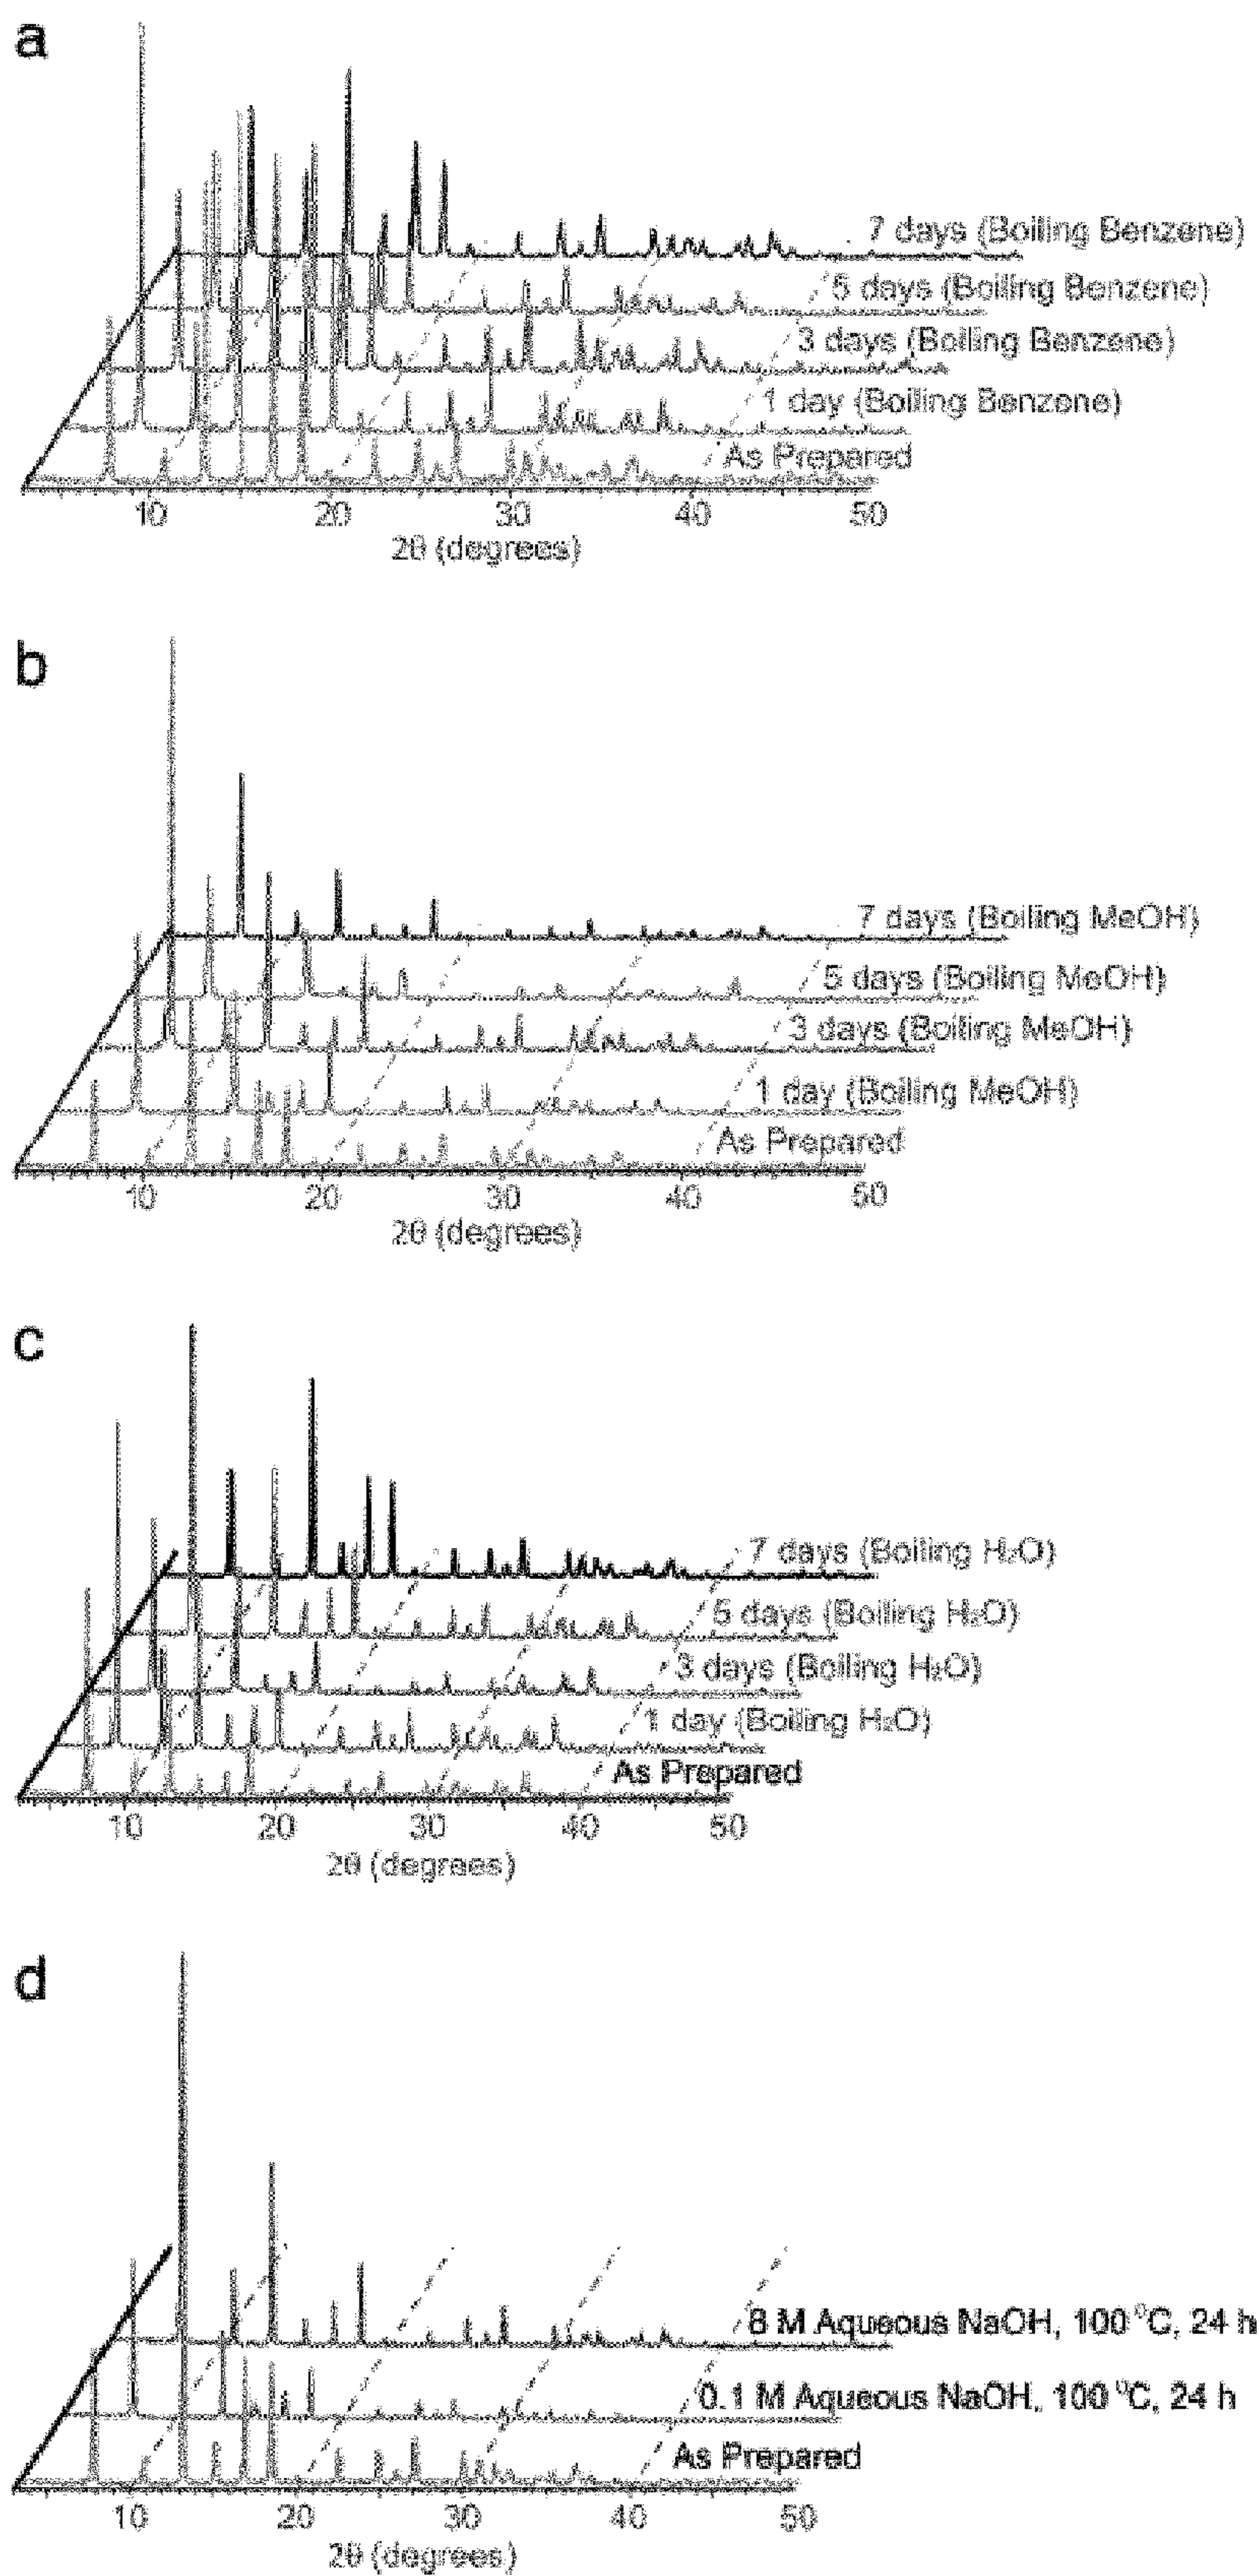 a
7 days (Boiling Benzene)
5 days (Boiling Benzene)
3 days (Boiling Benzene)
1 day (Boiling Benzene)
As Prepared
10 20 30 40 50
2θ (degrees)
b
7 days (Boiling MeOH)
5 days (Boiling MeOH)
3 days (Boiling MeOH)
1 day (Boiling MeOH)
As Prepared
10 20 30 40 50
2θ (degrees)
c
7 days (Boiling H₂O)
5 days (Boiling H₂O)
3 days (Boiling H₂O)
1 day (Boiling H₂O)
As Prepared
10 20 30 40 50
2θ (degrees)
d
8 M Aqueous NaOH, 100 ⁰C, 24 h
0.1 M Aqueous NaOH, 100 ⁰C, 24 h
As Prepared
10 20 30 40 50
2θ (degrees)